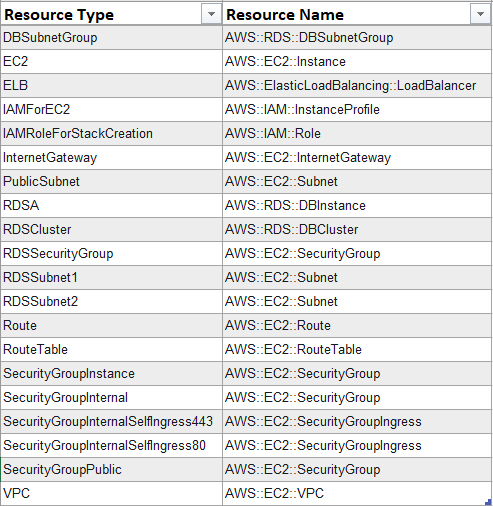 Resource Type Resource Name
DBSubnetGroup AWS::RDS::DBSubnetGroup
EC2 AWS::EC2::Instance
ELB AWS::ElasticLoadBalancing::LoadBalancer
IAMForEC2 AWS::IAM::InstanceProfile
IAMRoleForStackCreation AWS::IAM::Role
InternetGateway AWS::EC2::InternetGateway
PublicSubnet AWS::EC2::Subnet
RDSA AWS::RDS::DBInstance
RDSCluster AWS::RDS::DBCluster
RDSSecurityGroup AWS::EC2::SecurityGroup
RDSSubnet1 AWS::EC2::Subnet
RDSSubnet2 AWS::EC2::Subnet
Route AWS::EC2::Route
RouteTable AWS::EC2::RouteTable
SecurityGroupInstance AWS::EC2::SecurityGroup
SecurityGroupInternal AWS::EC2::SecurityGroup
SecurityGroupInternalSelfIngress443 AWS::EC2::SecurityGroupIngress
SecurityGroupInternalSelfIngress80 AWS::EC2::SecurityGroupIngress
SecurityGroupPublic AWS::EC2::SecurityGroup
VPC AWS::EC2::VPC